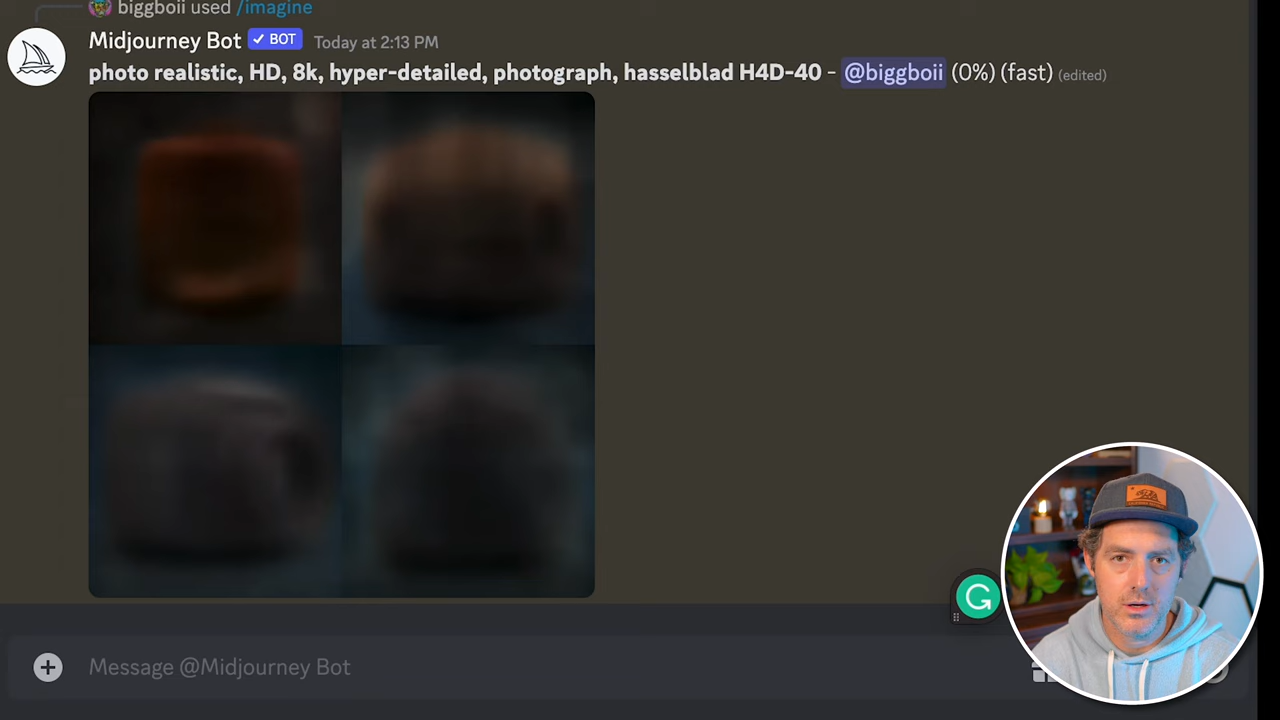 biggboii used /imagine
Midjourney Bot ✓ BOT Today at 2:13 PM
photo realistic, HD, 8k, hyper-detailed, photograph, hasselblad H4D-40 - @biggboii (0%) (fast) (edited)
Message @Midjourney Bot